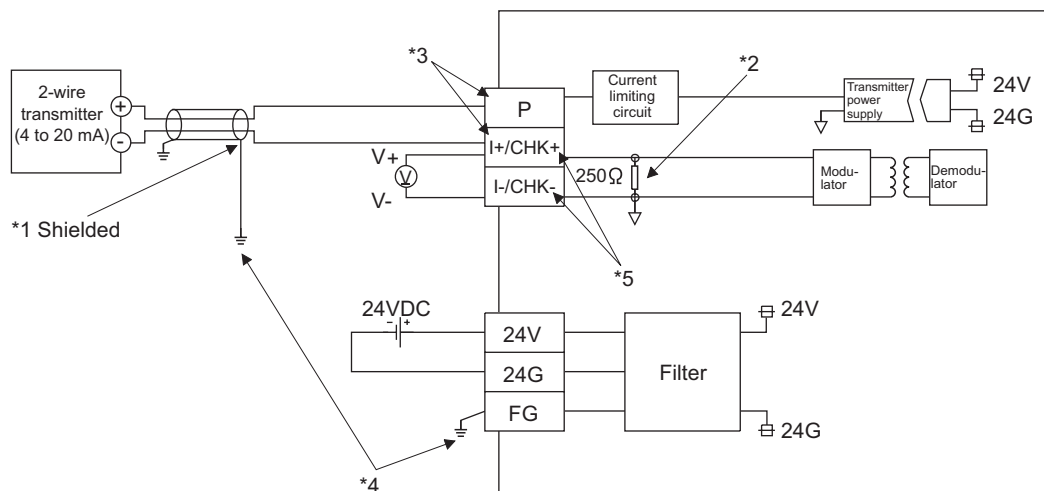 2-wire
transmitter
(4 to 20 mA)
+
-
*1 Shielded
*3
P
I+/CHK+
I-/CHK-
V+
V
V-
Current
limiting
circuit
*2
250Ω
*5
Transmitter
power
supply
24V
24G
Modu-
lator
Demodu-
lator
24VDC
- +
24V
24G
FG
Filter
24V
24G
*4